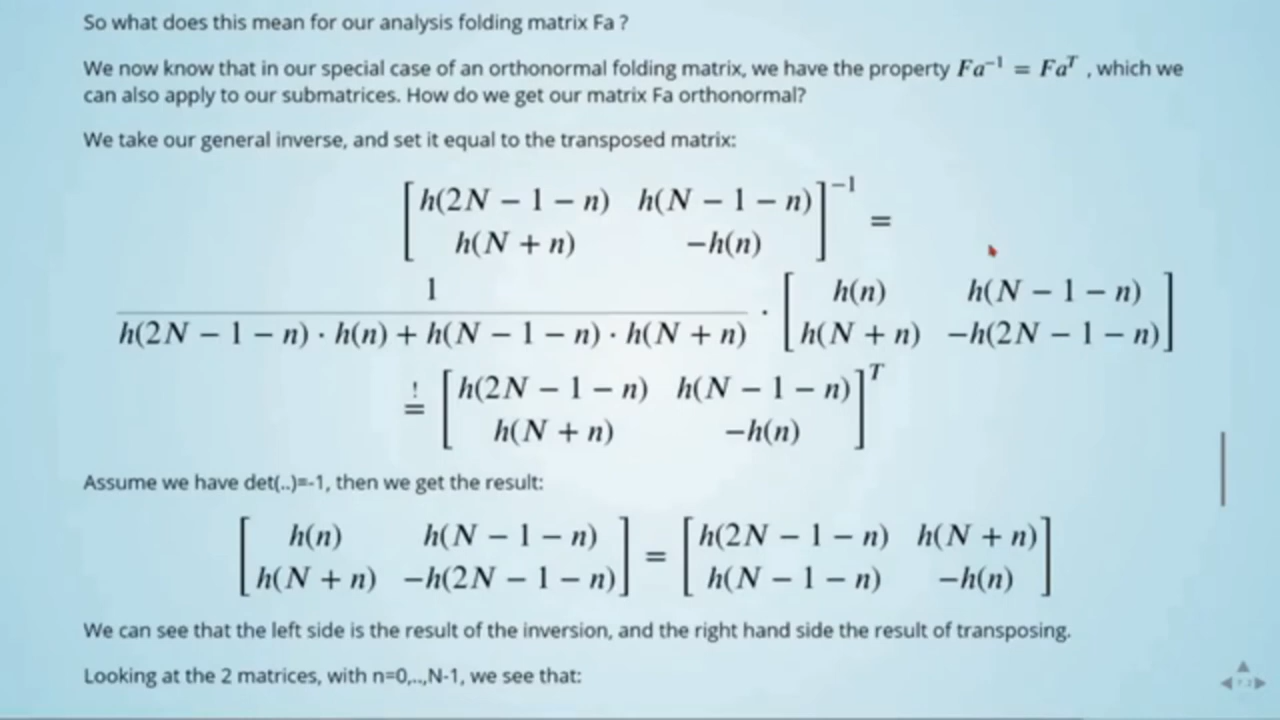 So what does this mean for our analysis folding matrix Fa ?
We now know that in our special case of an orthonormal folding matrix, we have the property Fa⁻¹ = Faᵀ , which we
can also apply to our submatrices. How do we get our matrix Fa orthonormal?
We take our general inverse, and set it equal to the transposed matrix:
[h(2N − 1 − n) h(N − 1 − n)]⁻¹ =
[h(N + n) −h(n)]
1
h(2N − 1 − n) · h(n) + h(N − 1 − n) · h(N + n)
· [h(n) h(N − 1 − n)]
[h(N + n) −h(2N − 1 − n)]
! = [h(2N − 1 − n) h(N − 1 − n)]ᵀ
[h(N + n) −h(n)]
Assume we have det(..)=-1, then we get the result:
[h(n) h(N − 1 − n)] = [h(2N − 1 − n) h(N + n)]
[h(N + n) −h(2N − 1 − n)] [h(N − 1 − n) −h(n)]
We can see that the left side is the result of the inversion, and the right hand side the result of transposing.
Looking at the 2 matrices, with n=0,..,N-1, we see that: